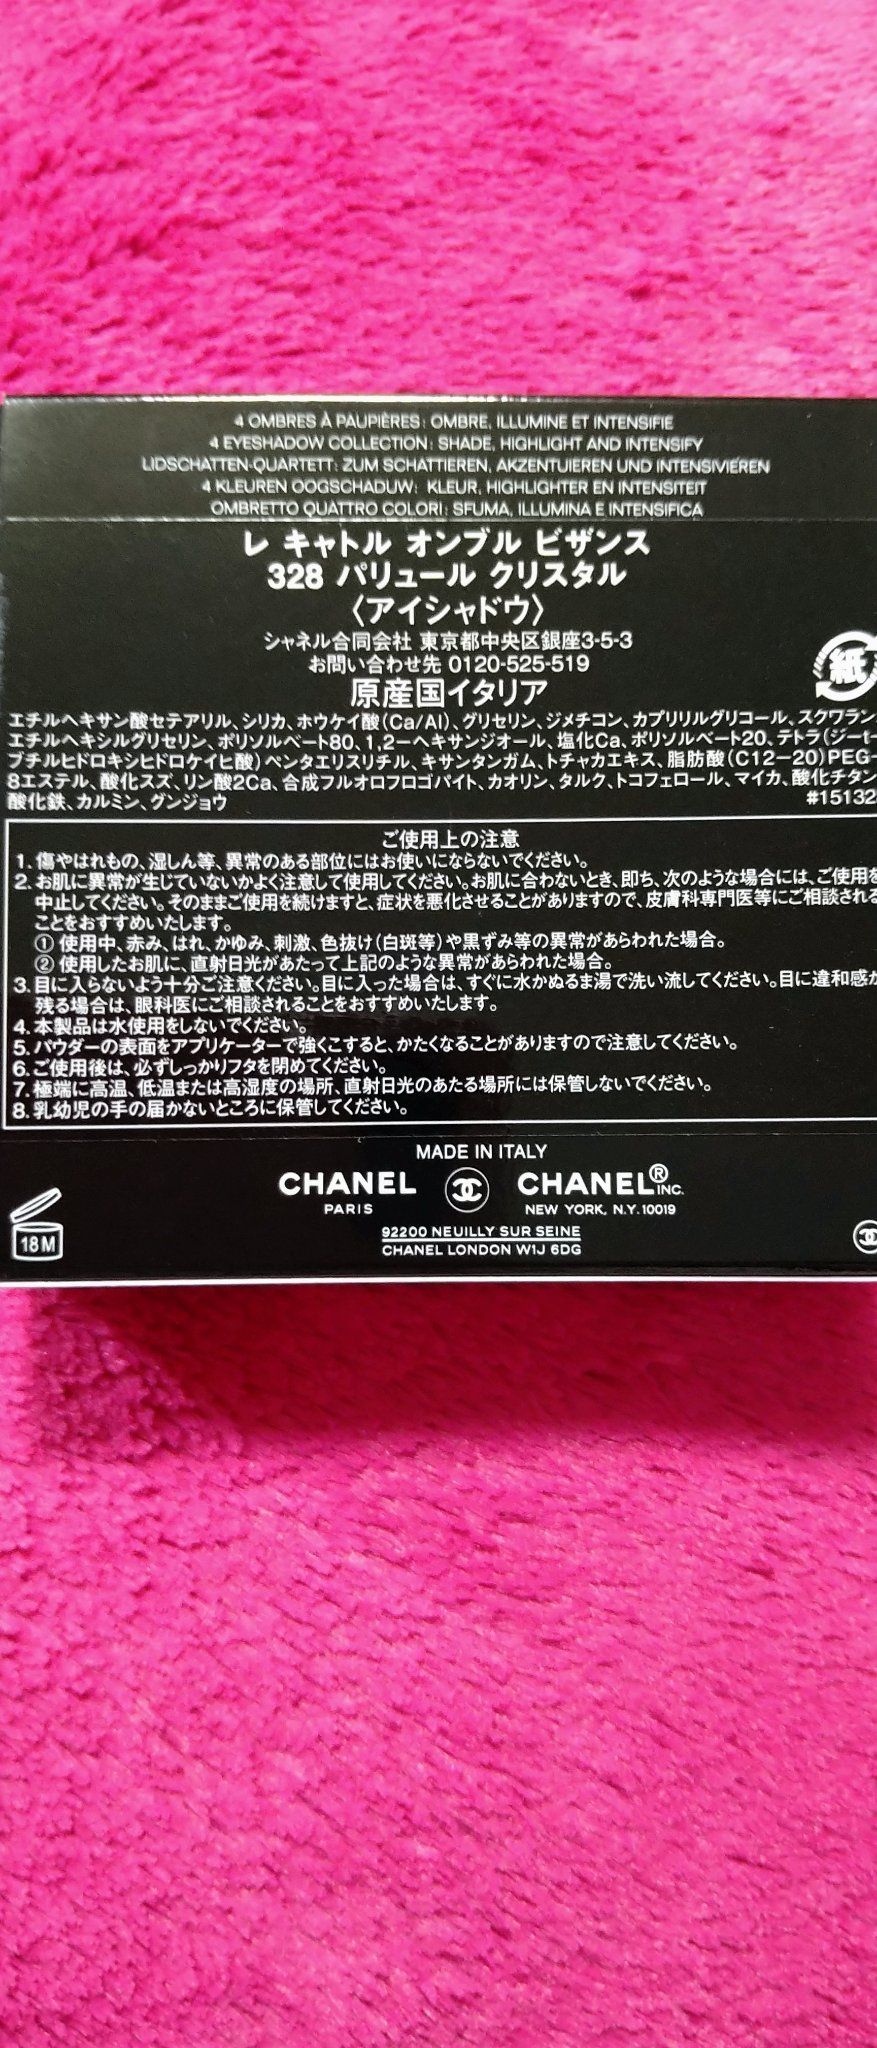 4 OMBRES À PAUPIÈRES: OMBRE, ILLUMINE ET INTENSIFIE
4 EYESHADOW COLLECTION: SHADE, HIGHLIGHT AND INTENSIFY
LIDSCHATTEN-QUARTETT: ZUM SCHATTIEREN, AKZENTUIEREN UND INTENSIVIEREN
4 KLEUREN OOGSCHADUW: KLEUR, HIGHLIGHTER EN INTENSITEIT
OMBRETTO QUATTRO COLORI: SFUMA, ILLUMINA E INTENSIFICA
レ キャトル オンブル ビザンス
328 パリュール クリスタル
〈アイシャドウ〉
シャネル合同会社 東京都中央区銀座3-5-3
お問い合わせ先 0120-525-519
紙
原産国イタリア
エチルヘキサン酸セテアリル、シリカ、ホウケイ酸(Ca/Al)、グリセリン、ジメチコン、カプリリルグリコール、スクワラン、
エチルヘキシルグリセリン、ポリソルベート80、1,2-ヘキサンジオール、塩化Ca、ポリソルベート20、テトラ(ジ-t-
ブチルヒドロキシヒドロケイヒ酸)ペンタエリスリチル、キサンタンガム、トチャカエキス、脂肪酸(C12-20)PEG-
8エステル、酸化スズ、リン酸2Ca、合成フルオロフロゴパイト、カオリン、タルク、トコフェロール、マイカ、酸化チタン、
酸化鉄、カルミン、グンジョウ
#15132
ご使用上の注意
1. 傷やはれもの、湿しん等、異常のある部位にはお使いにならないでください。
2. お肌に異常が生じていないかよく注意して使用してください。お肌に合わないとき、即ち、次のような場合には、ご使用を
中止してください。そのままご使用を続けますと、症状を悪化させることがありますので、皮膚科専門医等にご相談される
ことをおすすめいたします。
① 使用中、赤み、はれ、かゆみ、刺激、色抜け(白斑等)や黒ずみ等の異常があらわれた場合。
② 使用したお肌に、直射日光があたって上記のような異常があらわれた場合。
3. 目に入らないよう十分ご注意ください。目に入った場合は、すぐに水かぬるま湯で洗い流してください。目に違和感が
残る場合は、眼科医にご相談されることをおすすめいたします。
4. 本製品は水使用をしないでください。
5. パウダーの表面をアプリケーターで強くこすると、かたくなることがありますので注意してください。
6. ご使用後は、必ずしっかりフタを閉めてください。
7. 極端に高温、低温または高湿度の場所、直射日光のあたる場所には保管しないでください。
8. 乳幼児の手の届かないところに保管してください。
MADE IN ITALY
CHANEL CHANEL® INC.
PARIS NEW YORK, N.Y. 10019
92200 NEUILLY SUR SEINE
CHANEL LONDON W1J 6DG
18M